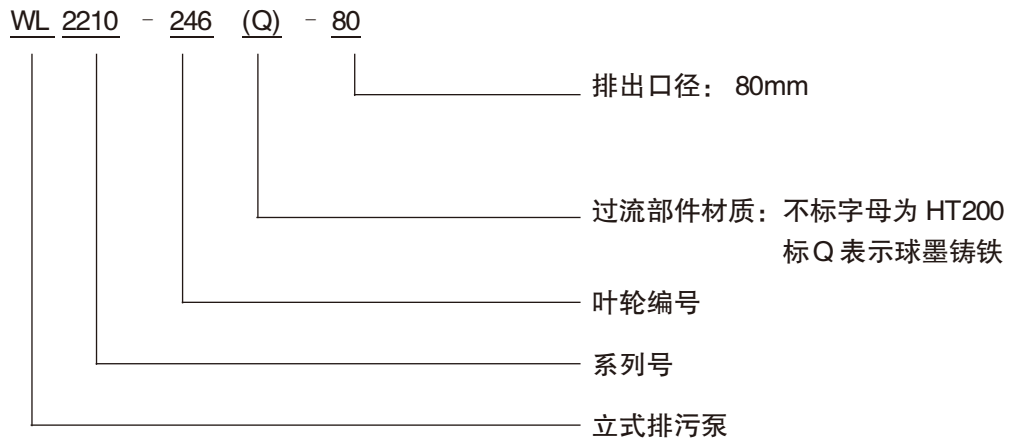 WL 2210 - 246 (Q) - 80
排出口径： 80mm
过流部件材质：不标字母为 HT200
标Q表示球墨铸铁
叶轮编号
系列号
立式排污泵